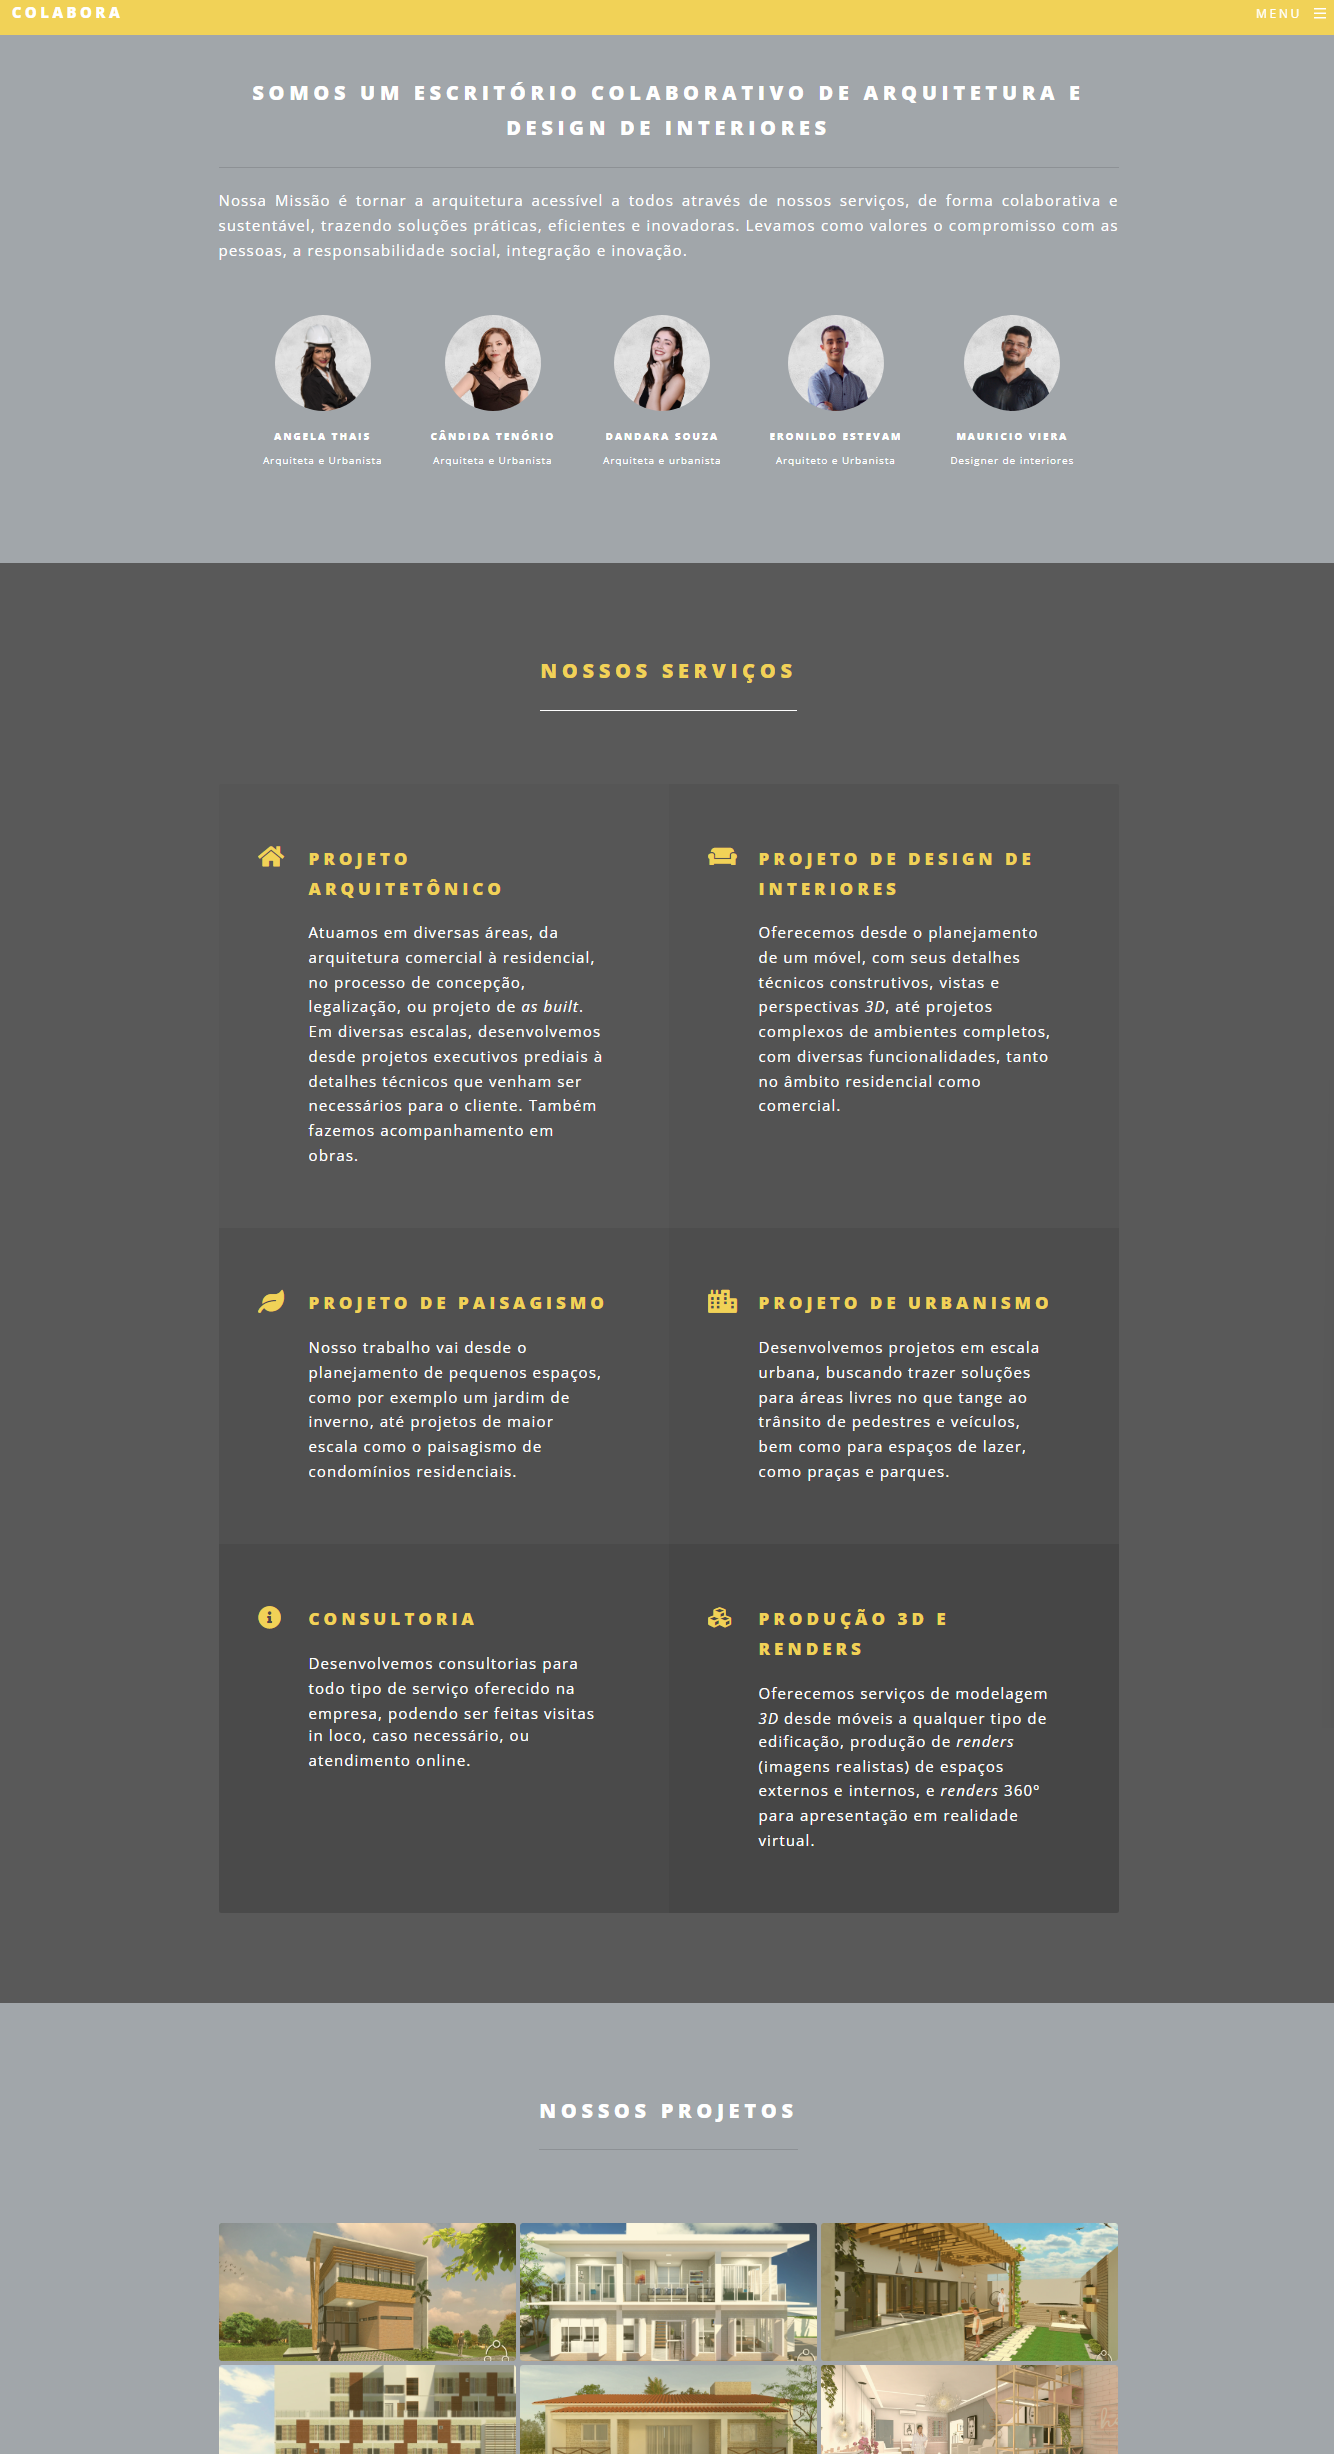 COLABORA
MENU
SOMOS UM ESCRITÓRIO COLABORATIVO DE ARQUITETURA E
DESIGN DE INTERIORES
Nossa Missão é tornar a arquitetura acessível a todos através de nossos serviços, de forma colaborativa e
sustentável, trazendo soluções práticas, eficientes e inovadoras. Levamos como valores o compromisso com as
pessoas, a responsabilidade social, integração e inovação.
ANGELA THAIS
Arquiteta e Urbanista
CÂNDIDA TENÓRIO
Arquiteta e Urbanista
DANDARA SOUZA
Arquiteta e urbanista
ERONILDO ESTEVAM
Arquiteto e Urbanista
MAURICIO VIERA
Designer de interiores
NOSSOS SERVIÇOS
PROJETO
ARQUITETÔNICO
Atuamos em diversas áreas, da
arquitetura comercial à residencial,
no processo de concepção,
legalização, ou projeto de as built.
Em diversas escalas, desenvolvemos
desde projetos executivos prediais à
detalhes técnicos que venham ser
necessários para o cliente. Também
fazemos acompanhamento em
obras.
PROJETO DE DESIGN DE
INTERIORES
Oferecemos desde o planejamento
de um móvel, com seus detalhes
técnicos construtivos, vistas e
perspectivas 3D, até projetos
complexos de ambientes completos,
com diversas funcionalidades, tanto
no âmbito residencial como
comercial.
PROJETO DE PAISAGISMO
Nosso trabalho vai desde o
planejamento de pequenos espaços,
como por exemplo um jardim de
inverno, até projetos de maior
escala como o paisagismo de
condomínios residenciais.
PROJETO DE URBANISMO
Desenvolvemos projetos em escala
urbana, buscando trazer soluções
para áreas livres no que tange ao
trânsito de pedestres e veículos,
bem como para espaços de lazer,
como praças e parques.
CONSULTORIA
Desenvolvemos consultorias para
todo tipo de serviço oferecido na
empresa, podendo ser feitas visitas
in loco, caso necessário, ou
atendimento online.
PRODUÇÃO 3D E
RENDERS
Oferecemos serviços de modelagem
3D desde móveis a qualquer tipo de
edificação, produção de renders
(imagens realistas) de espaços
externos e internos, e renders 360º
para apresentação em realidade
virtual.
NOSSOS PROJETOS